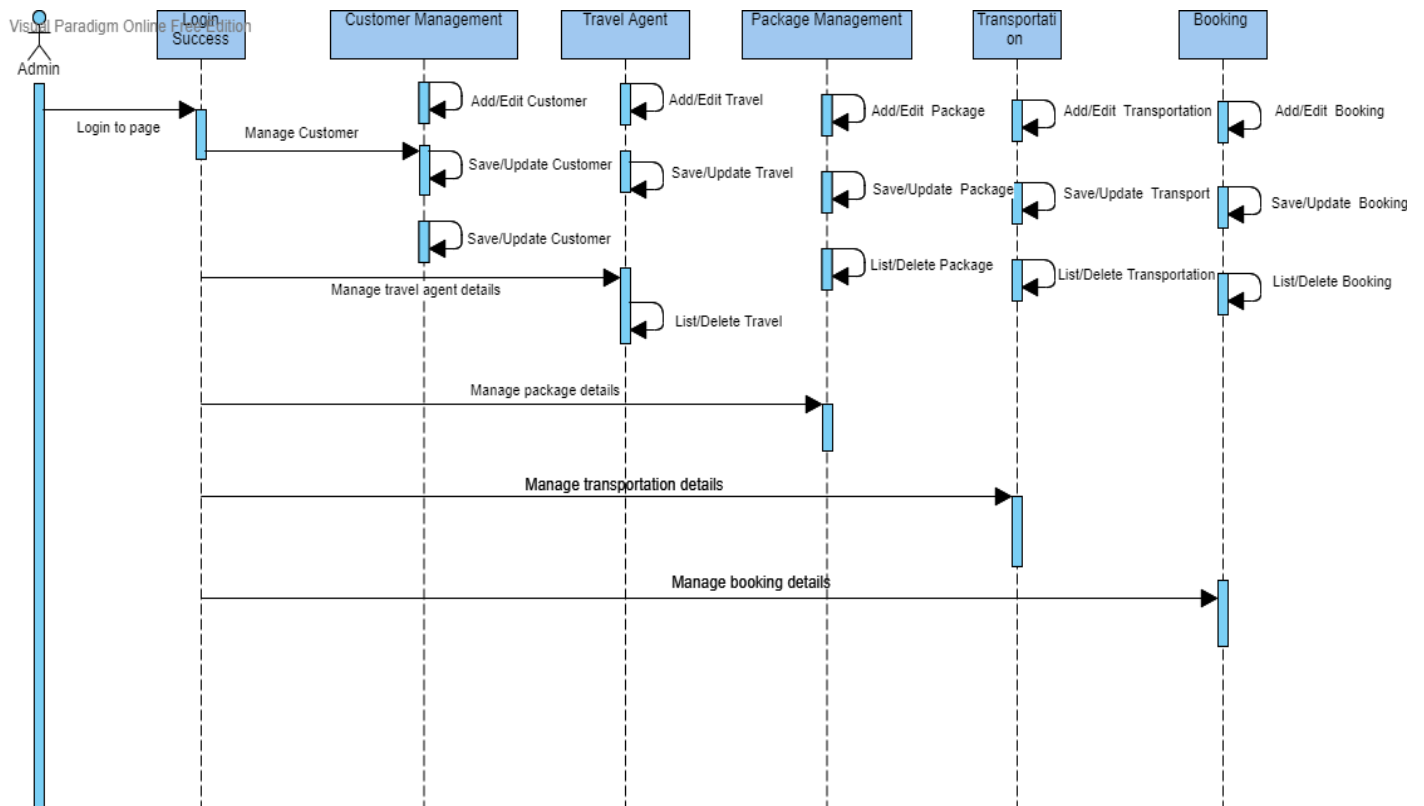 Visual Paradigm Online Free Edition
Login
Success
Customer Management
Travel Agent
Package Management
Transportati
on
Booking
Admin
Add/Edit Customer
Add/Edit Travel
Add/Edit  Package
Add/Edit  Transportation
Add/Edit  Booking
Login to page
Manage Customer
Save/Update Customer
Save/Update Travel
Save/Update  Package
Save/Update  Transport
Save/Update  Booking
Save/Update Customer
List/Delete Package
List/Delete Transportation
List/Delete Booking
Manage travel agent details
List/Delete Travel
Manage package details
Manage transportation details
Manage booking details